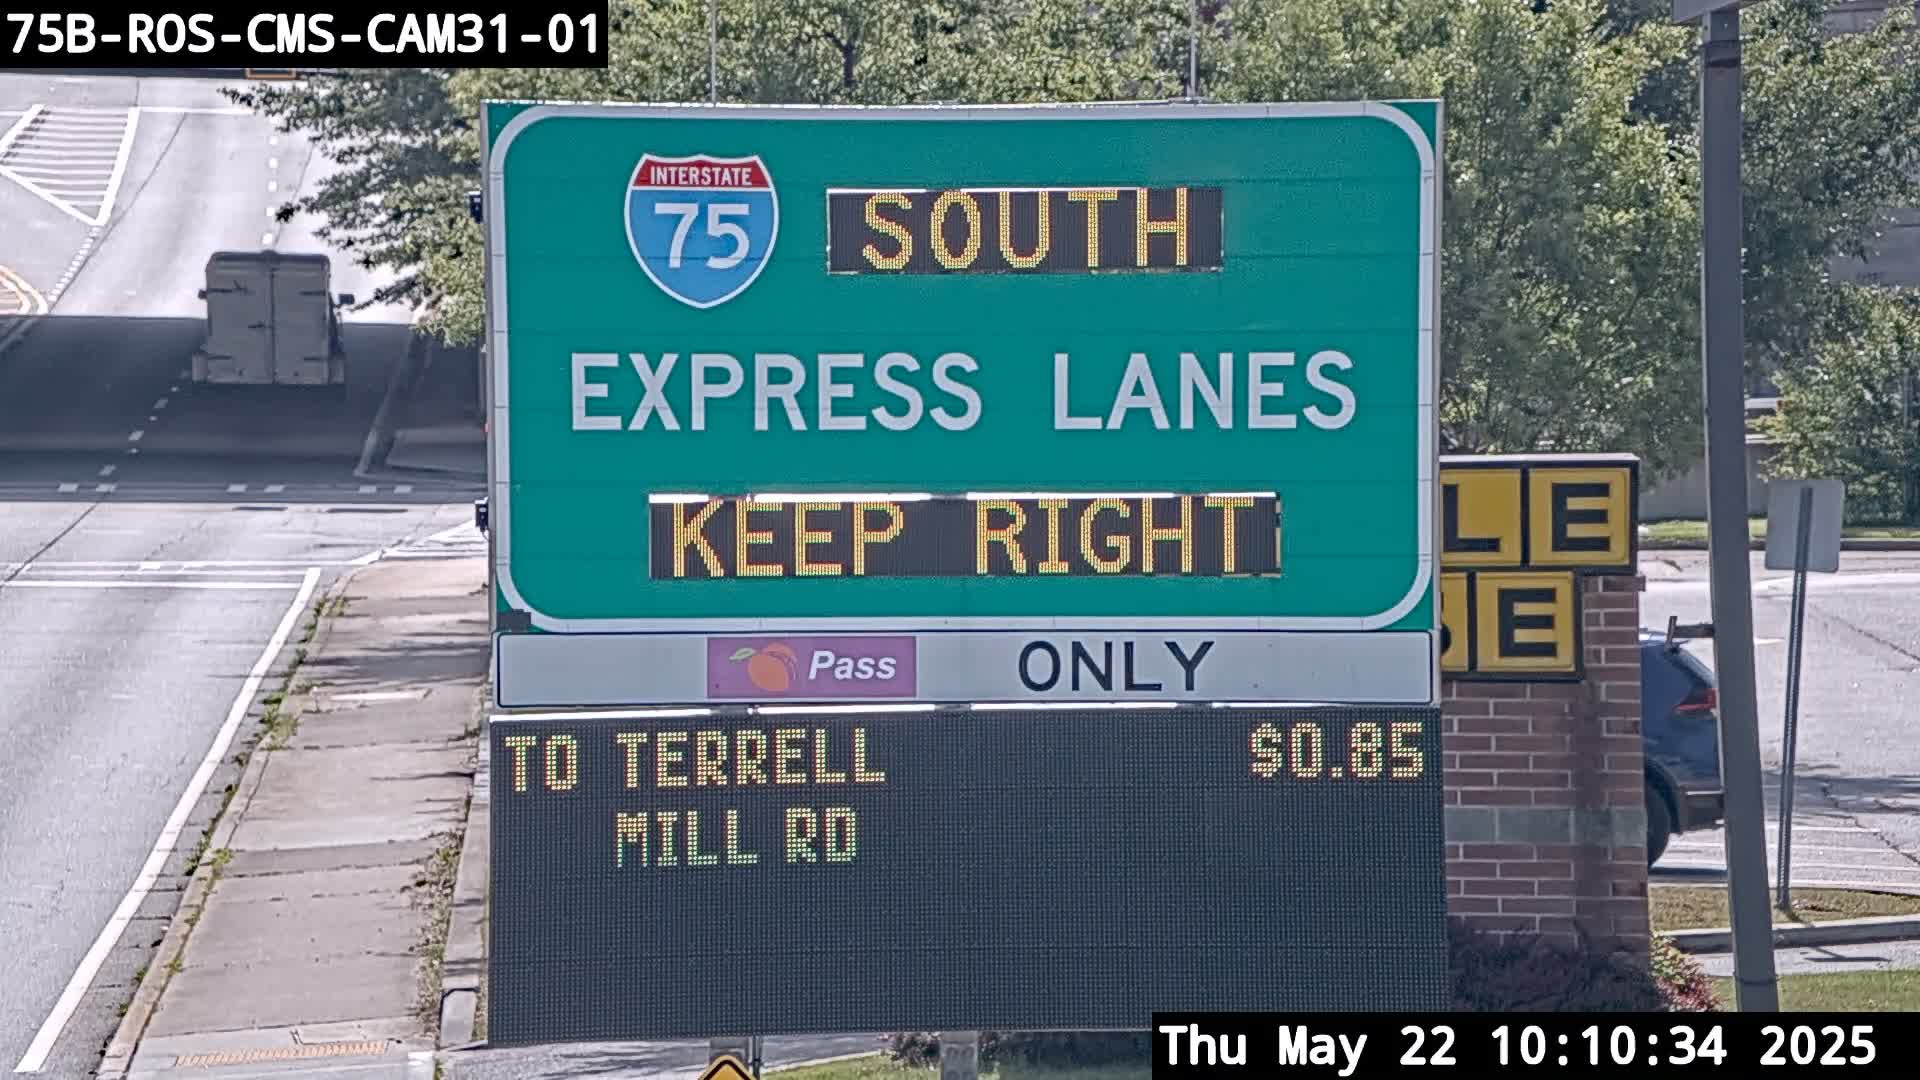 75B-ROS-CMS-CAM31-01
INTERSTATE
75
SOUTH
EXPRESS LANES
KEEP RIGHT
Pass ONLY
TO TERRELL $0.85
MILL RD
LE
E
Thu May 22 10:10:34 2025